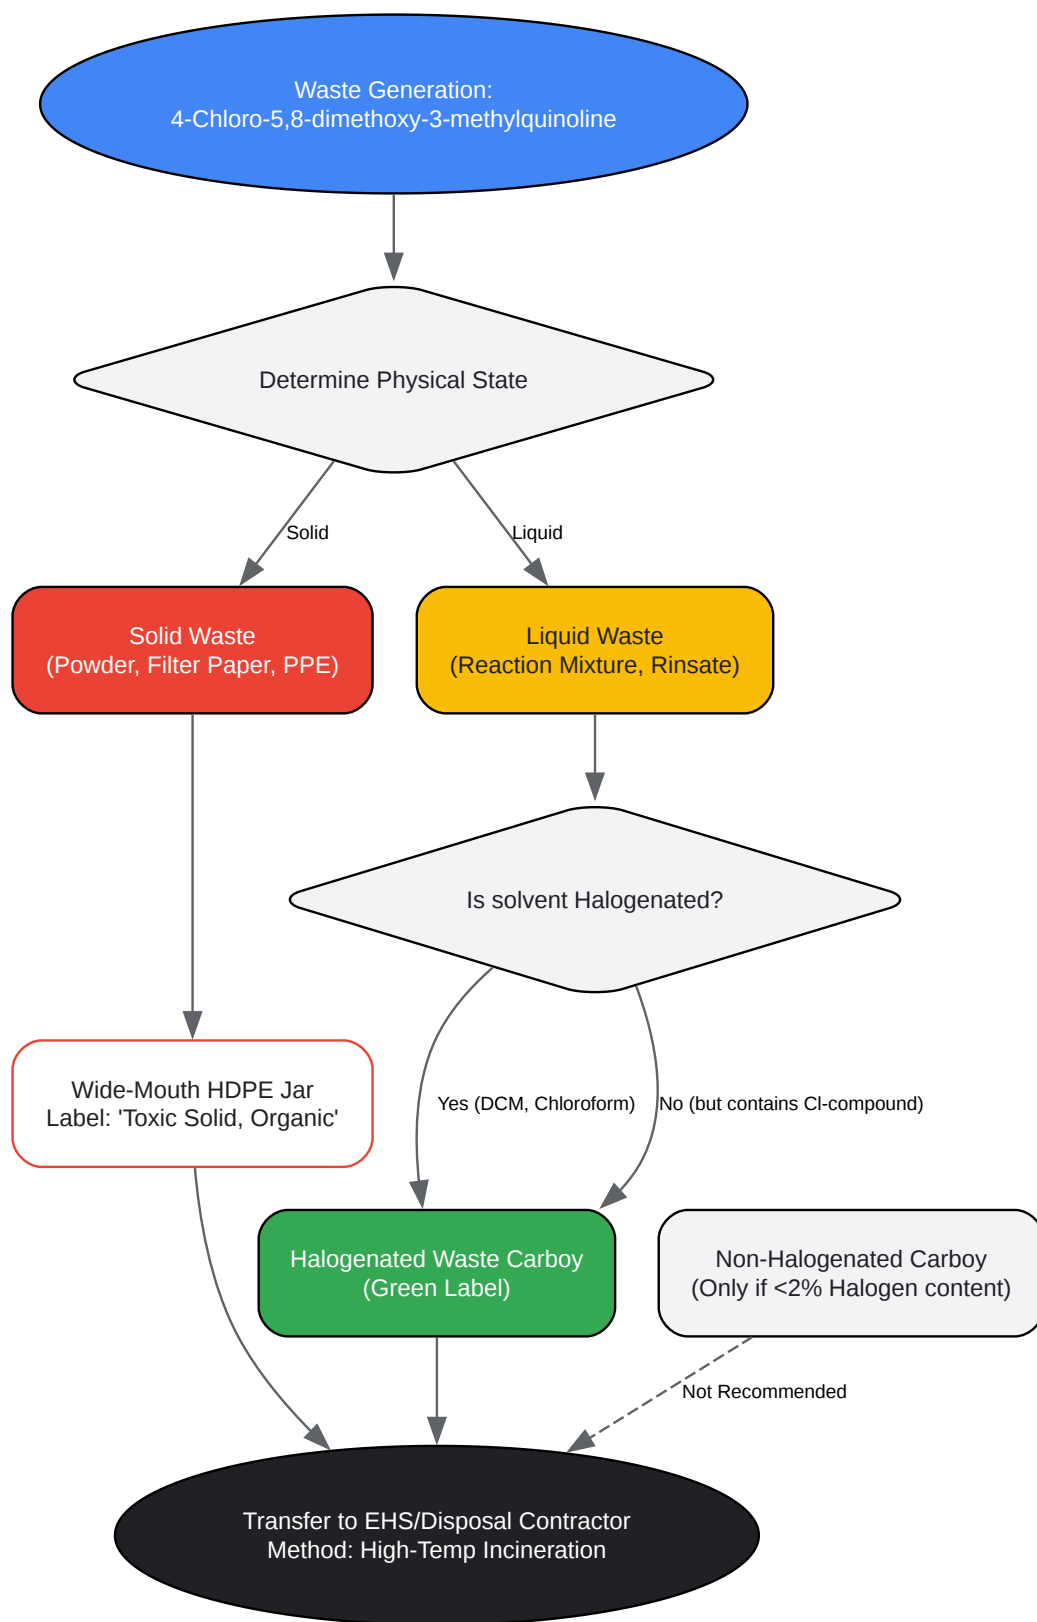 Waste Generation:
4-Chloro-5,8-dimethoxy-3-methylquinoline
Determine Physical State
Solid
Liquid
Solid Waste
(Powder, Filter Paper, PPE)
Liquid Waste
(Reaction Mixture, Rinsate)
Is solvent Halogenated?
Wide-Mouth HDPE Jar
Label: 'Toxic Solid, Organic'
Yes (DCM, Chloroform)
No (but contains Cl-compound)
Halogenated Waste Carboy
(Green Label)
Non-Halogenated Carboy
(Only if <2% Halogen content)
Not Recommended
Transfer to EHS/Disposal Contractor
Method: High-Temp Incineration